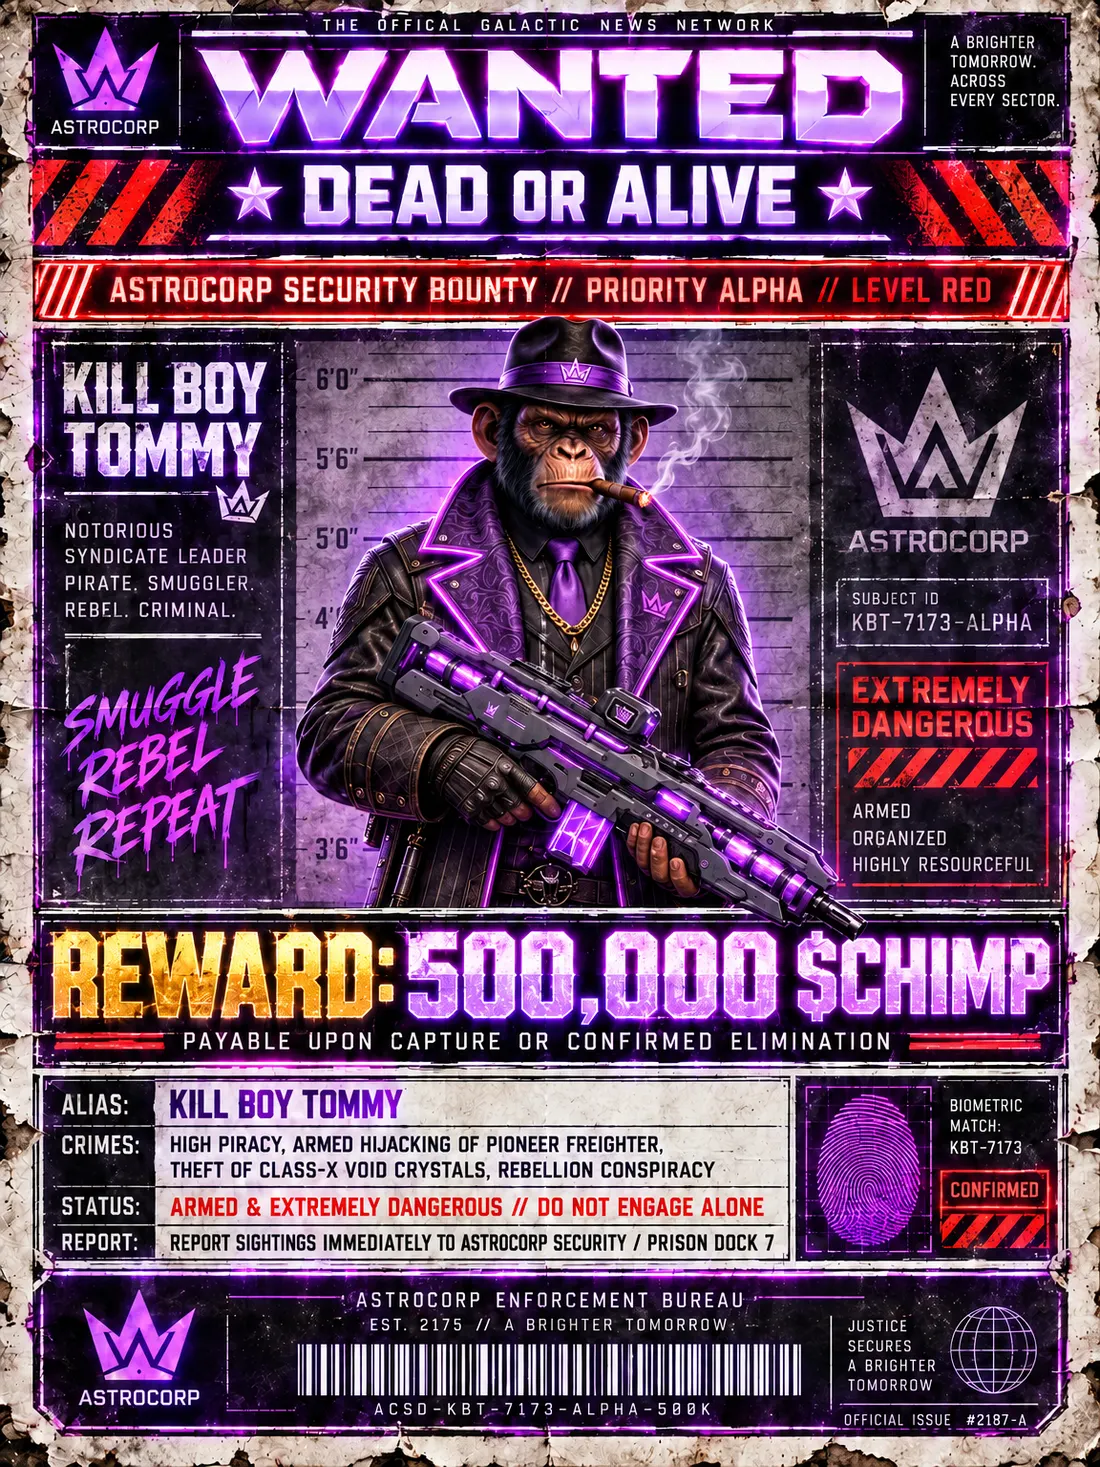 THE OFFICAL GALACTIC NEWS NETWORK
ASTROCORP
WANTED
A BRIGHTER
TOMORROW.
ACROSS
EVERY SECTOR.
DEAD OR ALIVE
ASTROCORP SECURITY BOUNTY // PRIORITY ALPHA // LEVEL RED
KILL BOY
TOMMY
NOTORIOUS
SYNDICATE LEADER
PIRATE. SMUGGLER.
REBEL. CRIMINAL.
SMUGGLE
REBEL
REPEAT
6'0"
5'6"
5'0"
4'
3'6"
ASTROCORP
SUBJECT ID
KBT-7173-ALPHA
EXTREMELY
DANGEROUS
ARMED
ORGANIZED
HIGHLY RESOURCEFUL
REWARD: 500,000 $CHIMP
PAYABLE UPON CAPTURE OR CONFIRMED ELIMINATION
ALIAS: KILL BOY TOMMY
CRIMES: HIGH PIRACY, ARMED HIJACKING OF PIONEER FREIGHTER,
THEFT OF CLASS-X VOID CRYSTALS, REBELLION CONSPIRACY
STATUS: ARMED & EXTREMELY DANGEROUS // DO NOT ENGAGE ALONE
REPORT: REPORT SIGHTINGS IMMEDIATELY TO ASTROCORP SECURITY / PRISON DOCK 7
BIOMETRIC
MATCH:
KBT-7173
CONFIRMED
ASTROCORP
ASTROCORP ENFORCEMENT BUREAU
EST. 2175 // A BRIGHTER TOMORROW.
ACSD-KBT-7173-ALPHA-500K
JUSTICE
SECURES
A BRIGHTER
TOMORROW
OFFICIAL ISSUE #2187-A